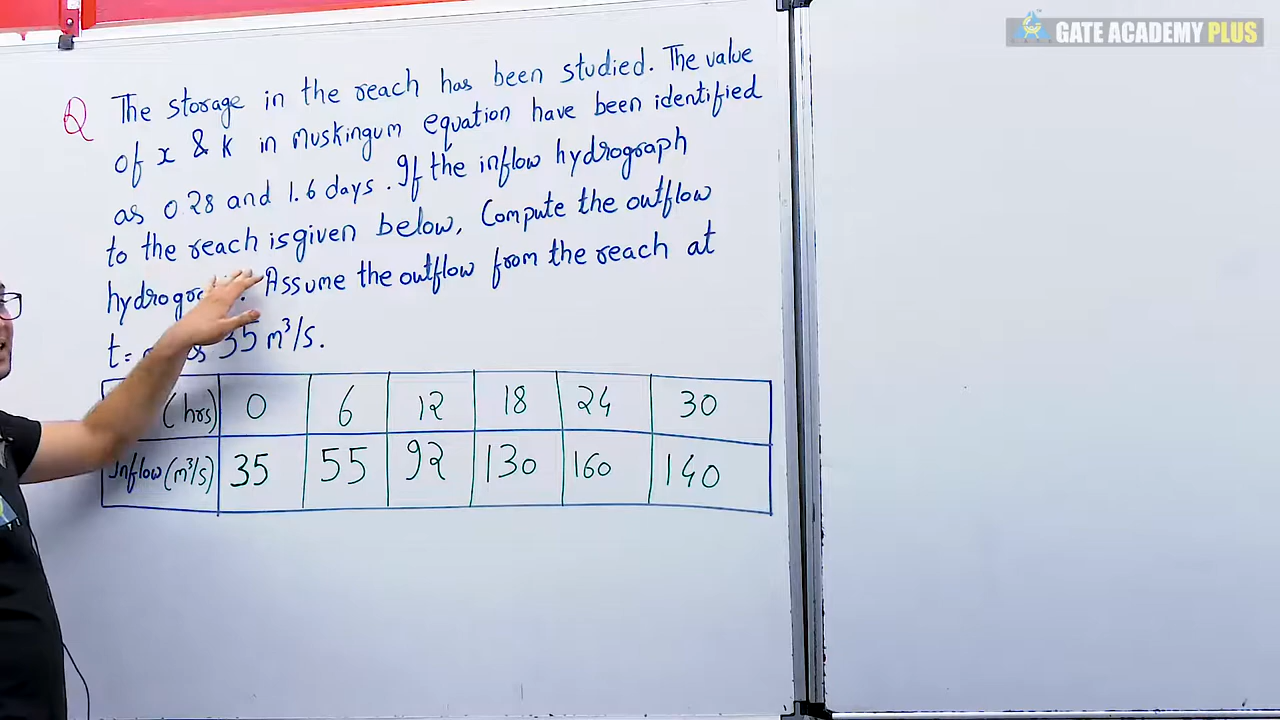 GATE ACADEMY PLUS
Q The storage in the reach has been studied. The value
of x & k in Muskingum equation have been identified
as 0.28 and 1.6 days. If the inflow hydrograph
to the reach is given below, Compute the outflow
Assume the outflow from the reach at
t= 35 m³/s.
(hrs) 0 6 12 18 24 30
Inflow (m³/s) 35 55 92 130 160 140